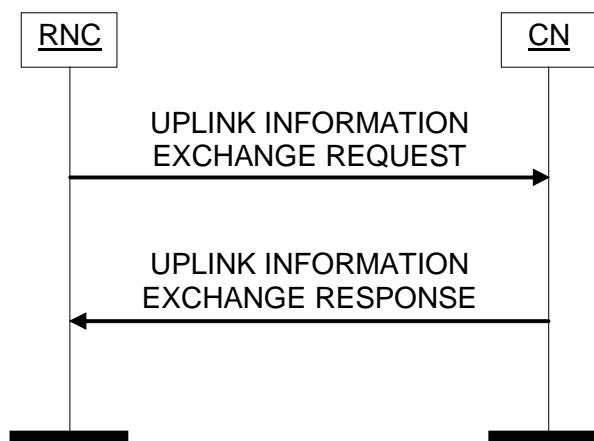 RNC
CN
UPLINK INFORMATION
EXCHANGE REQUEST
UPLINK INFORMATION
EXCHANGE RESPONSE